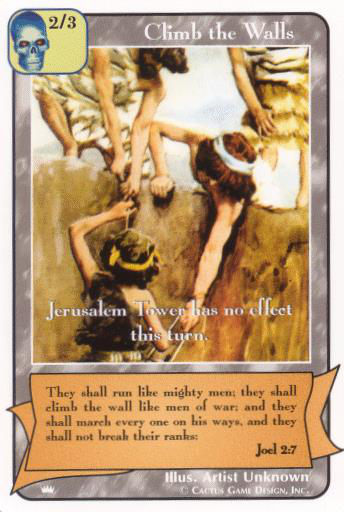 2/3
Climb the Walls
Jerusalem Tower has no effect
this turn.
They shall run like mighty men; they shall
climb the wall like men of war; and they
shall march every one on his ways, and they
shall not break their ranks:
Joel 2:7
Illus. Artist Unknown
© CACTUS GAME DESIGN, INC.